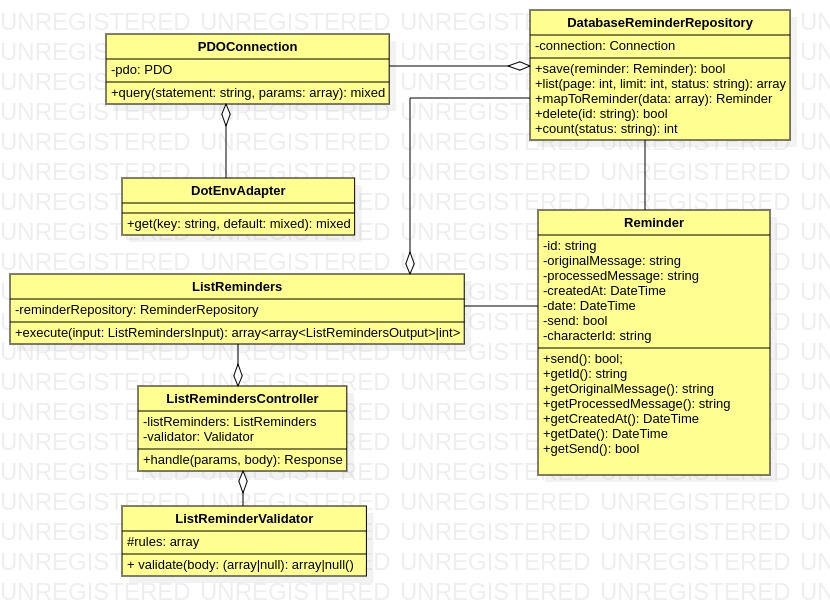 PDOConnection
-pdo: PDO
+query(statement: string, params: array): mixed
DatabaseReminderRepository
-connection: Connection
+save(reminder: Reminder): bool
+list(page: int, limit: int, status: string): array
+mapToReminder(data: array): Reminder
+delete(id: string): bool
+count(status: string): int
DotEnvAdapter
+get(key: string, default: mixed): mixed
Reminder
-id: string
-originalMessage: string
-processedMessage: string
-createdAt: DateTime
-date: DateTime
-send: bool
-characterId: string
+send(): bool;
+getId(): string
+getOriginalMessage(): string
+getProcessedMessage(): string
+getCreatedAt(): DateTime
+getDate(): DateTime
+getSend(): bool
ListReminders
-reminderRepository: ReminderRepository
+execute(input: ListRemindersInput): array<array<ListRemindersOutput>|int>
ListRemindersController
-listReminders: ListReminders
-validator: Validator
+handle(params, body): Response
ListReminderValidator
#rules: array
+ validate(body: (array|null): array|null()
UNREGISTERED